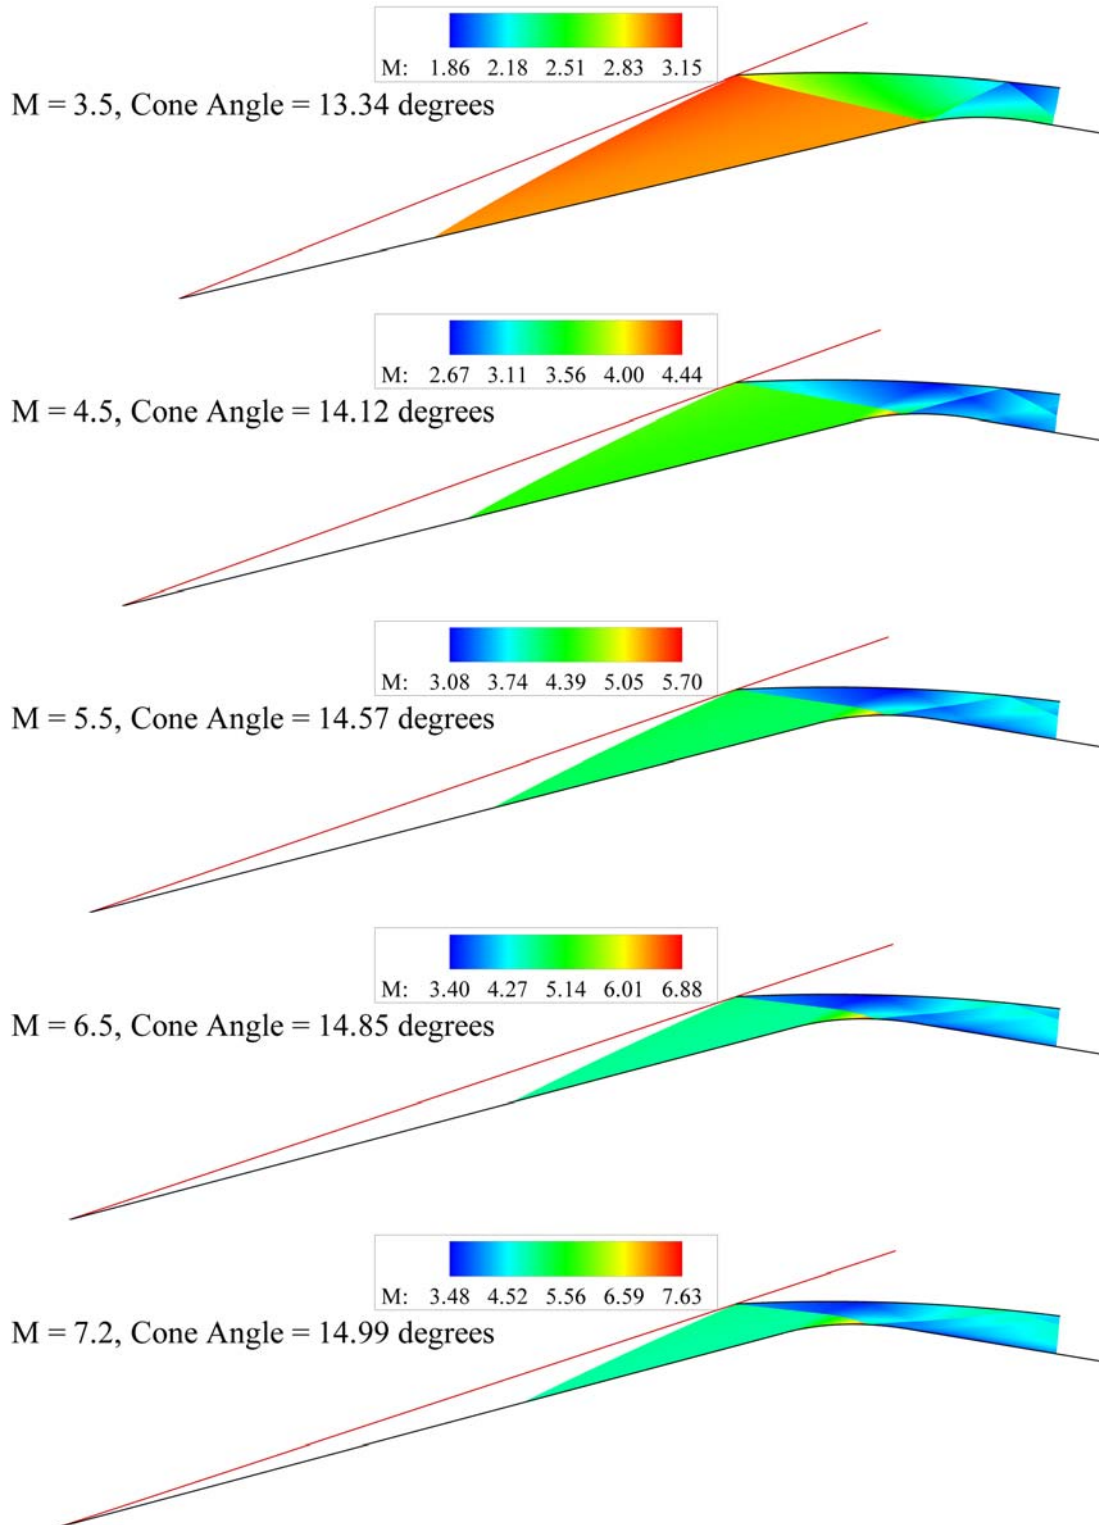 M: 1.86 2.18 2.51 2.83 3.15
M = 3.5, Cone Angle = 13.34 degrees
M: 2.67 3.11 3.56 4.00 4.44
M = 4.5, Cone Angle = 14.12 degrees
M: 3.08 3.74 4.39 5.05 5.70
M = 5.5, Cone Angle = 14.57 degrees
M: 3.40 4.27 5.14 6.01 6.88
M = 6.5, Cone Angle = 14.85 degrees
M: 3.48 4.52 5.56 6.59 7.63
M = 7.2, Cone Angle = 14.99 degrees